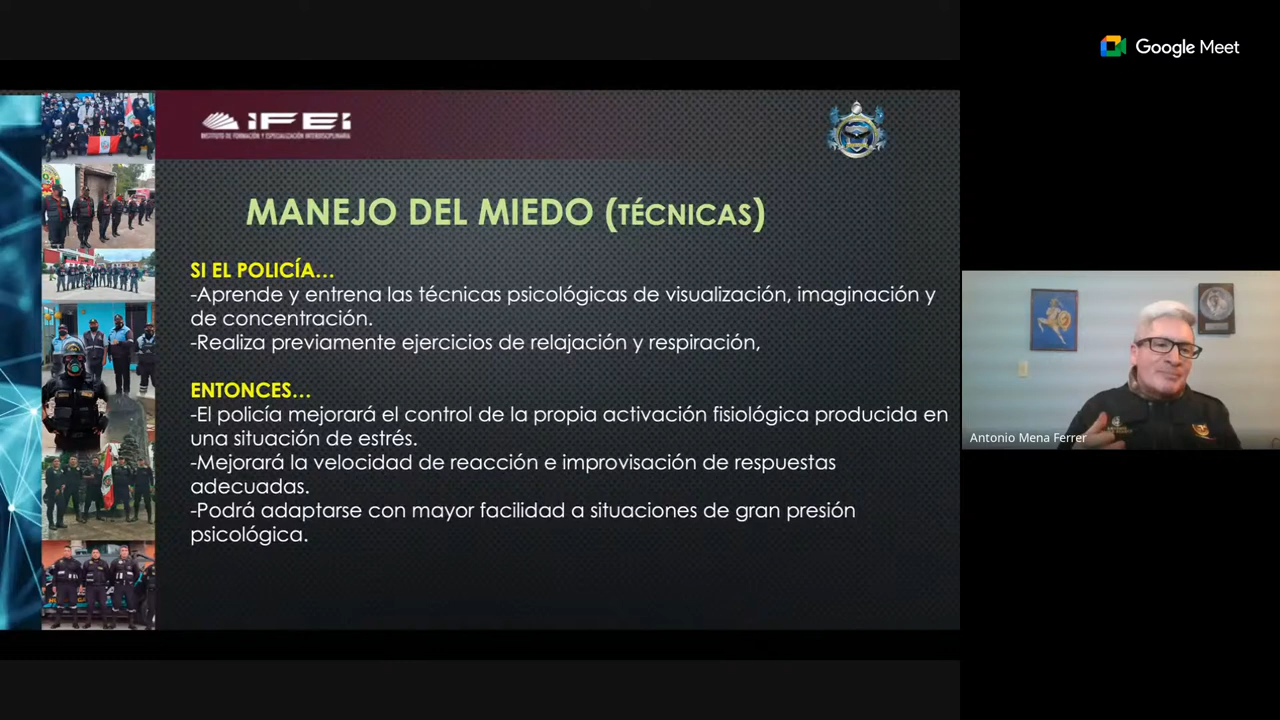 Google Meet
IFEI
INSTITUTO DE FORMACIÓN Y ESPECIALIZACIÓN INTERDISCIPLINARIA
MANEJO DEL MIEDO (TÉCNICAS)
SI EL POLICÍA...
-Aprende y entrena las técnicas psicológicas de visualización, imaginación y
de concentración.
-Realiza previamente ejercicios de relajación y respiración,
ENTONCES...
-El policía mejorará el control de la propia activación fisiológica producida en
una situación de estrés.
-Mejorará la velocidad de reacción e improvisación de respuestas
adecuadas.
-Podrá adaptarse con mayor facilidad a situaciones de gran presión
psicológica.
Antonio Mena Ferrer